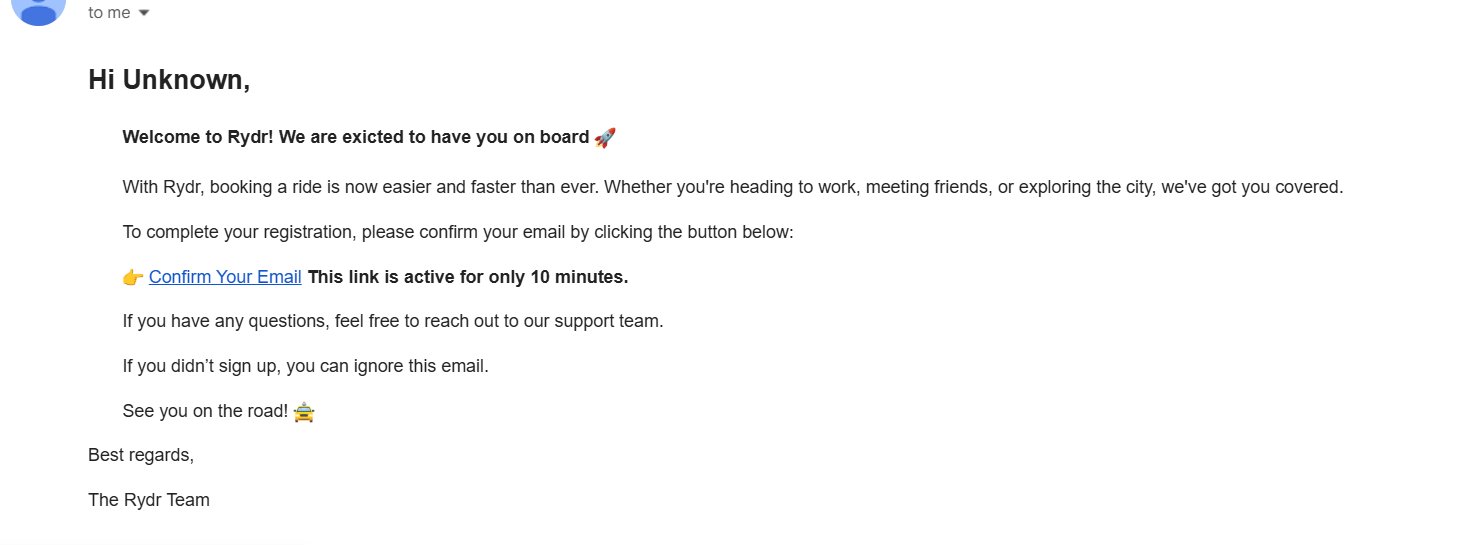 to me
Hi Unknown,
Welcome to Rydr! We are exicted to have you on board 🚀
With Rydr, booking a ride is now easier and faster than ever. Whether you're heading to work, meeting friends, or exploring the city, we've got you covered.
To complete your registration, please confirm your email by clicking the button below:
👉 Confirm Your Email This link is active for only 10 minutes.
If you have any questions, feel free to reach out to our support team.
If you didn’t sign up, you can ignore this email.
See you on the road! 🚖
Best regards,
The Rydr Team